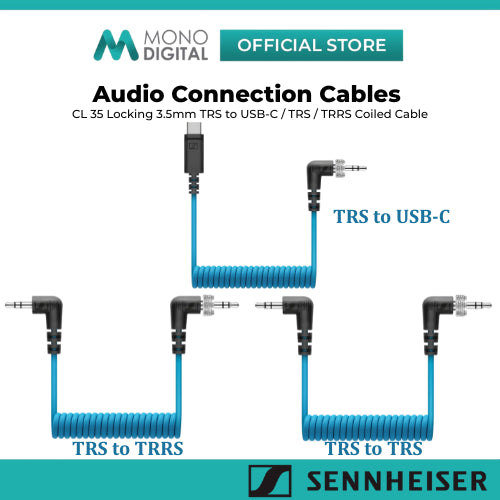 MONO
DIGITAL
OFFICIAL STORE
Audio Connection Cables
CL 35 Locking 3.5mm TRS to USB-C / TRS / TRRS Coiled Cable
TRS to USB-C
TRS to TRRS
TRS to TRS
SENNHEISER